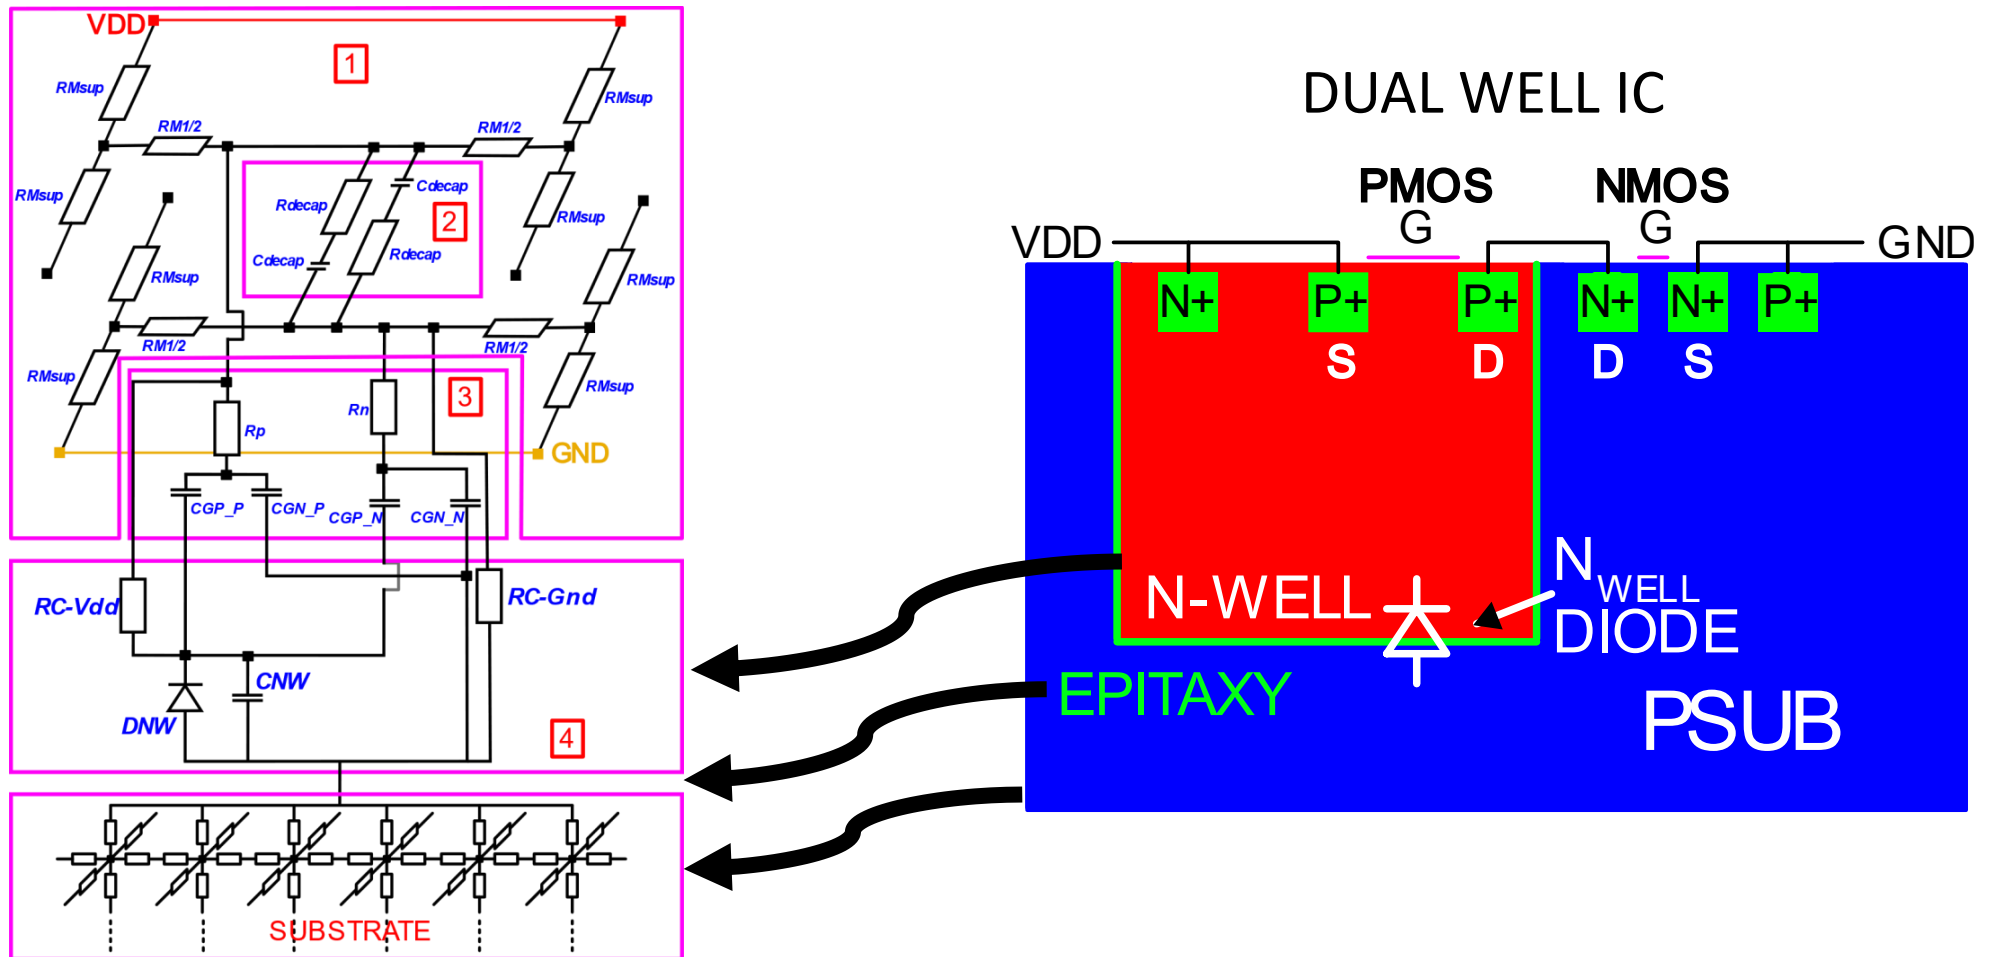 VDD
1
RMsup
RMsup
RM1/2
RM1/2
RMsup
Cdecap
Rdecap
2
RMsup
Cdecap
Rdecap
RMsup
RMsup
RM1/2
RM1/2
RMsup
RMsup
3
Rn
Rp
GND
CGP_P
CGN_P
CGP_N
CGN_N
RC-Vdd
RC-Gnd
CNW
DNW
4
SUBSTRATE
DUAL WELL IC
PMOS
NMOS
G
G
VDD
GND
N+
P+
P+
N+
N+
P+
S
D
D
S
N-WELL
N WELL
DIODE
EPITAXY
PSUB